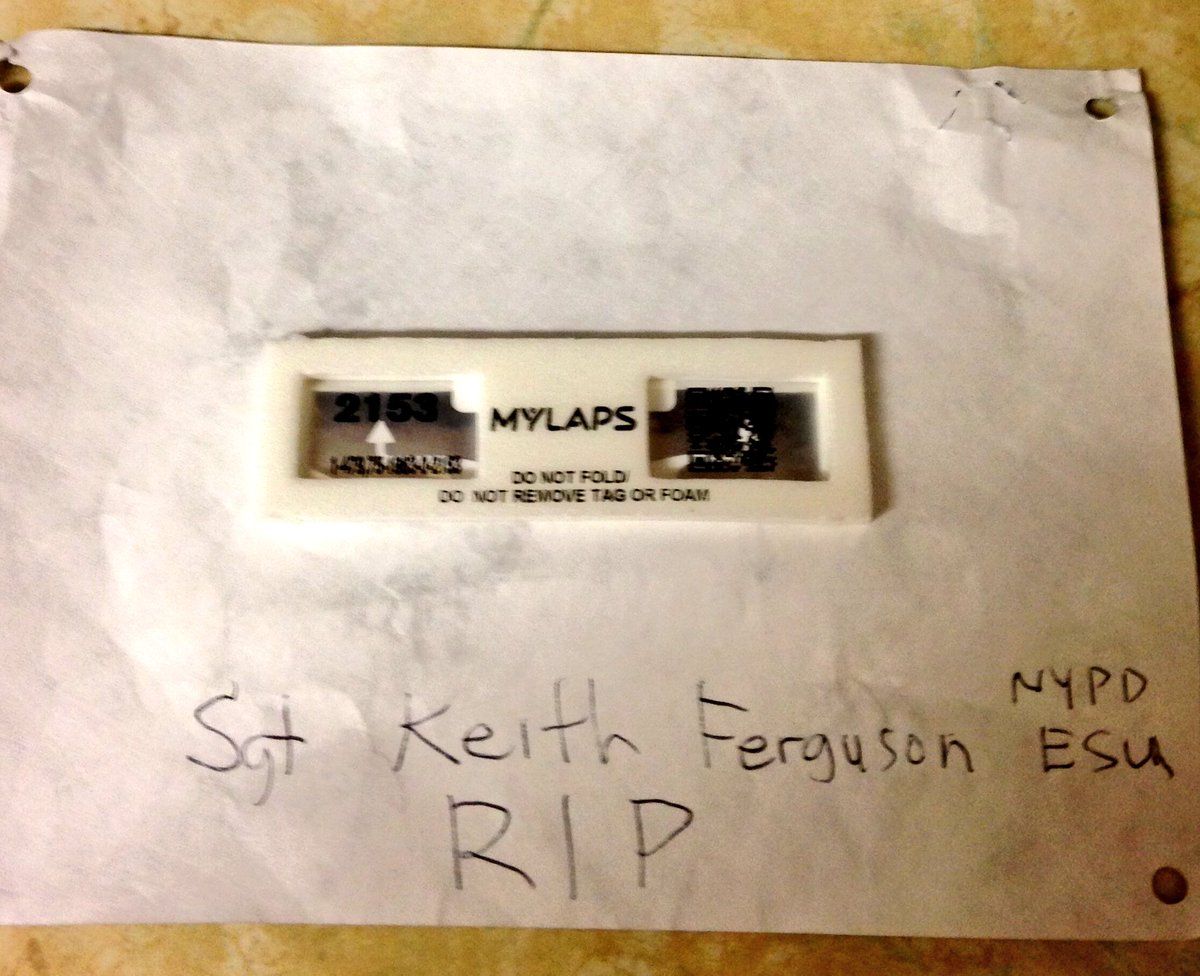 2153
MYLAPS
DO NOT FOLD
DO NOT REMOVE TAG OR FOAM
NYPD
Sgt Keith Ferguson ESU
RIP